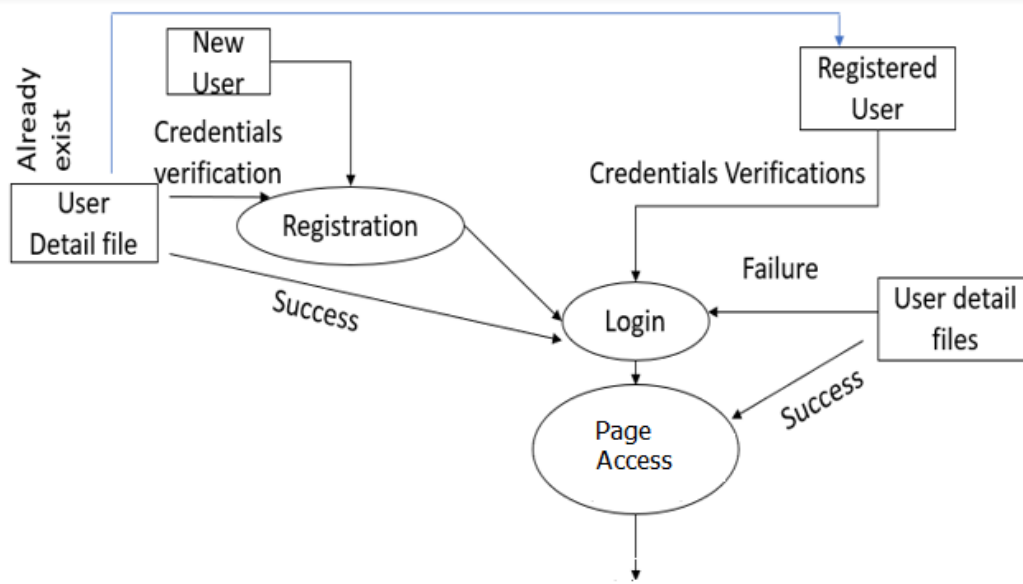 New
User
Registered
User
Already
exist
Credentials
verification
Credentials Verifications
User
Detail file
Registration
Success
Failure
Login
User detail
files
Success
Page
Access